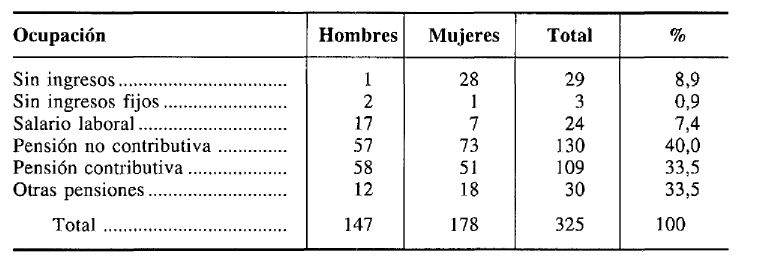 Ocupación Hombres Mujeres Total %
Sin ingresos 1 28 29 8,9
Sin ingresos fijos 2 1 3 0,9
Salario laboral 17 7 24 7,4
Pensión no contributiva 57 73 130 40,0
Pensión contributiva 58 51 109 33,5
Otras pensiones 12 18 30 33,5
Total 147 178 325 100